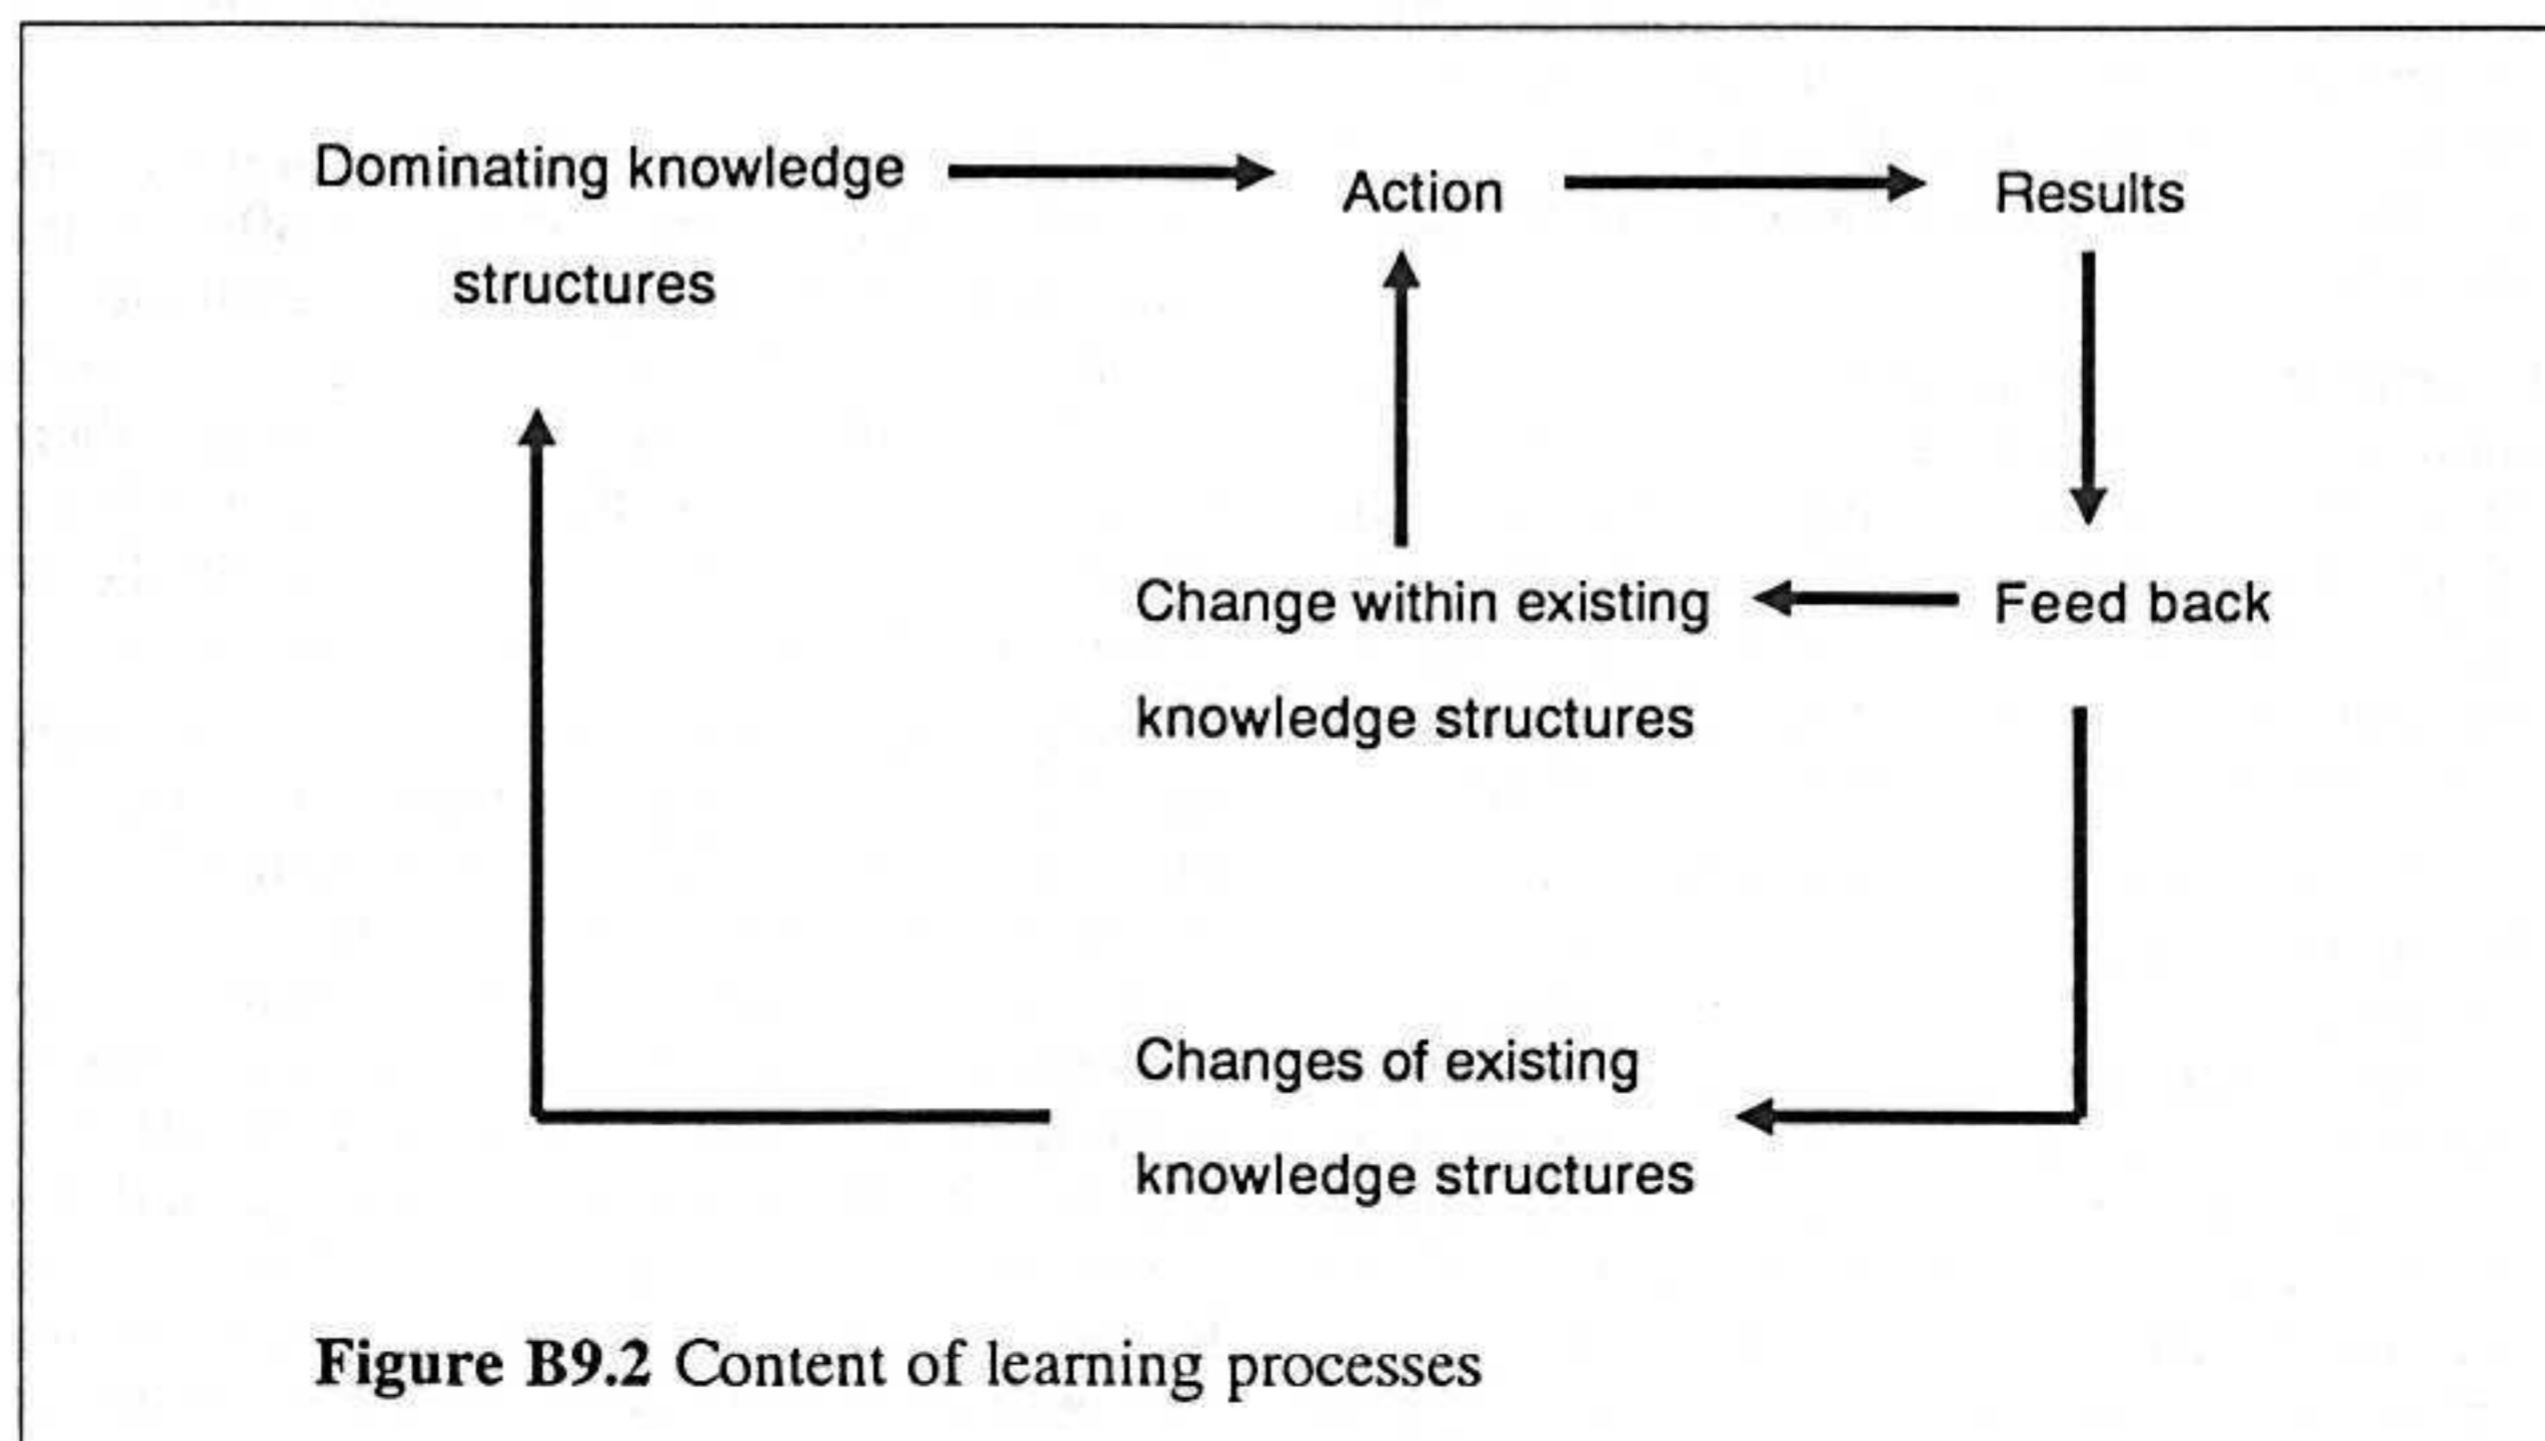 Dominating knowledge
structures
Action
Results
Change within existing
knowledge structures
Feed back
Changes of existing
knowledge structures
Figure B9.2 Content of learning processes